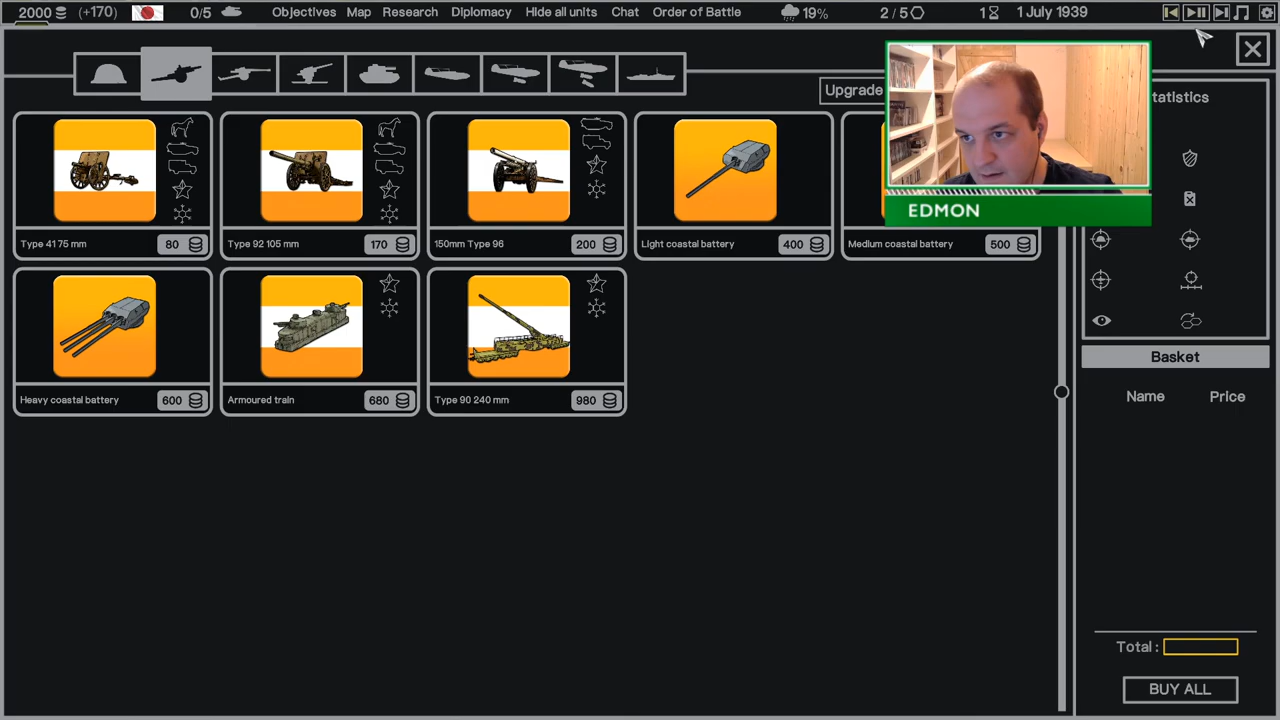 2000 (+170) 0/5 Objectives Map Research Diplomacy Hide all units Chat Order of Battle 19% 2 / 5 1 1 July 1939
Upgrade
tatistics
EDMON
Type 41 75 mm 80
Type 92 105 mm 170
150mm Type 96 200
Light coastal battery 400
Medium coastal battery 500
Heavy coastal battery 600
Armoured train 680
Type 90 240 mm 980
Basket
Name Price
Total :
BUY ALL